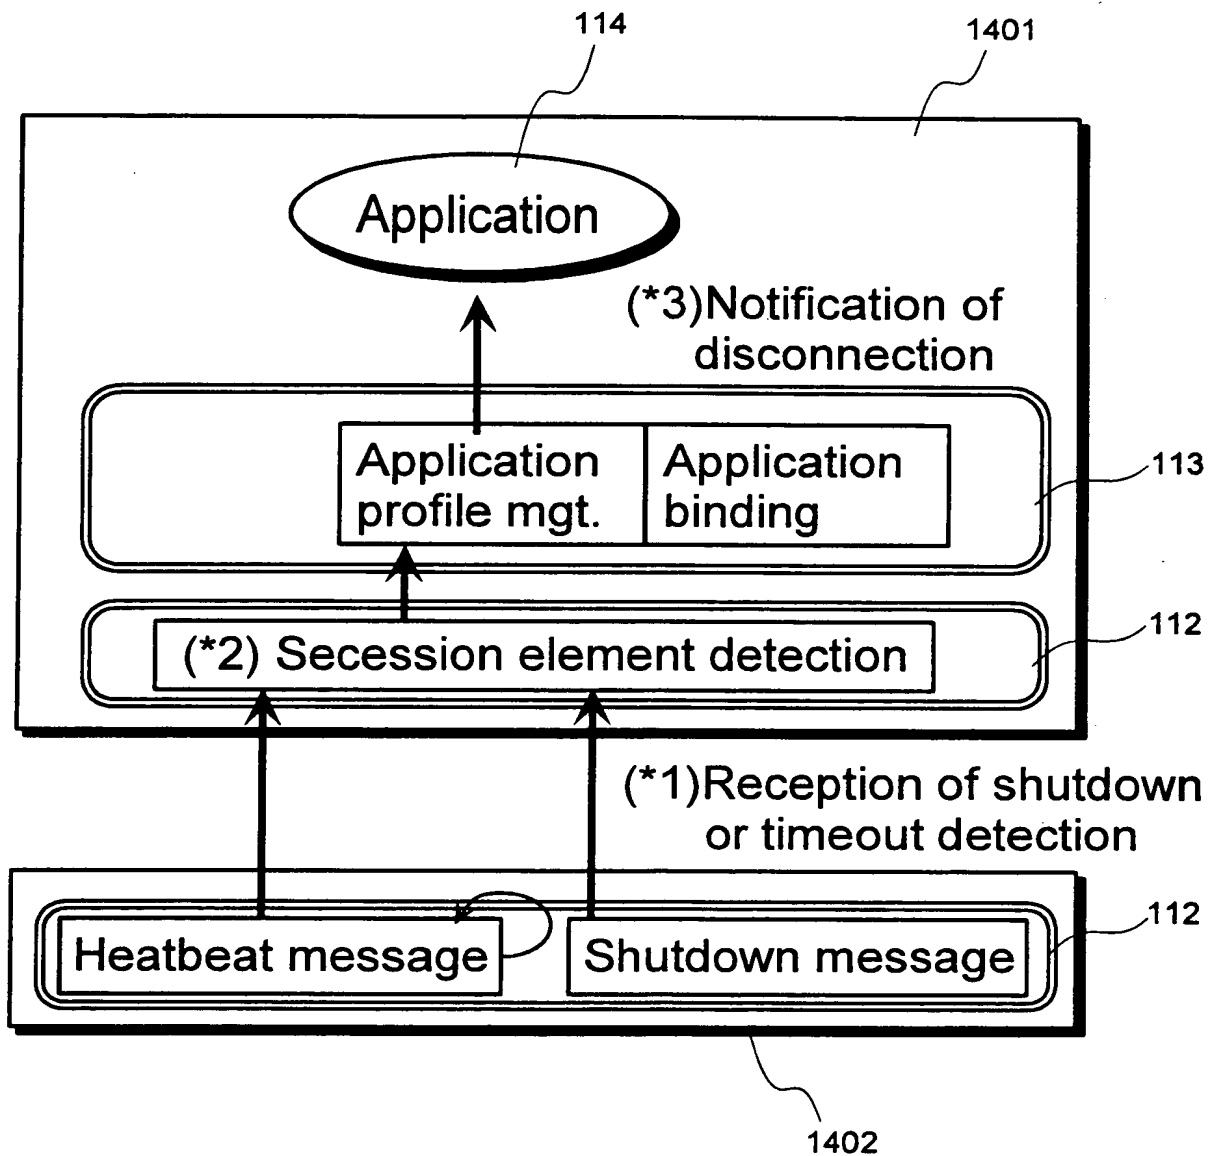 114
1401
Application
(*3)Notification of
disconnection
Application
profile mgt.
Application
binding
113
(*2) Secession element detection
112
(*1)Reception of shutdown
or timeout detection
Heatbeat message
Shutdown message
112
1402